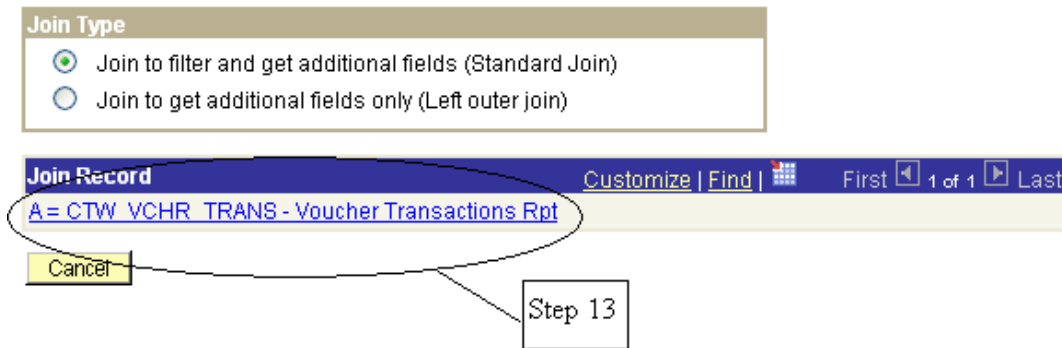 Join Type
Join to filter and get additional fields (Standard Join)
Join to get additional fields only (Left outer join)
Join Record Customize | Find | First 1 of 1 Last
A = CTW_VCHR_TRANS - Voucher Transactions Rpt
Cancel
Step 13